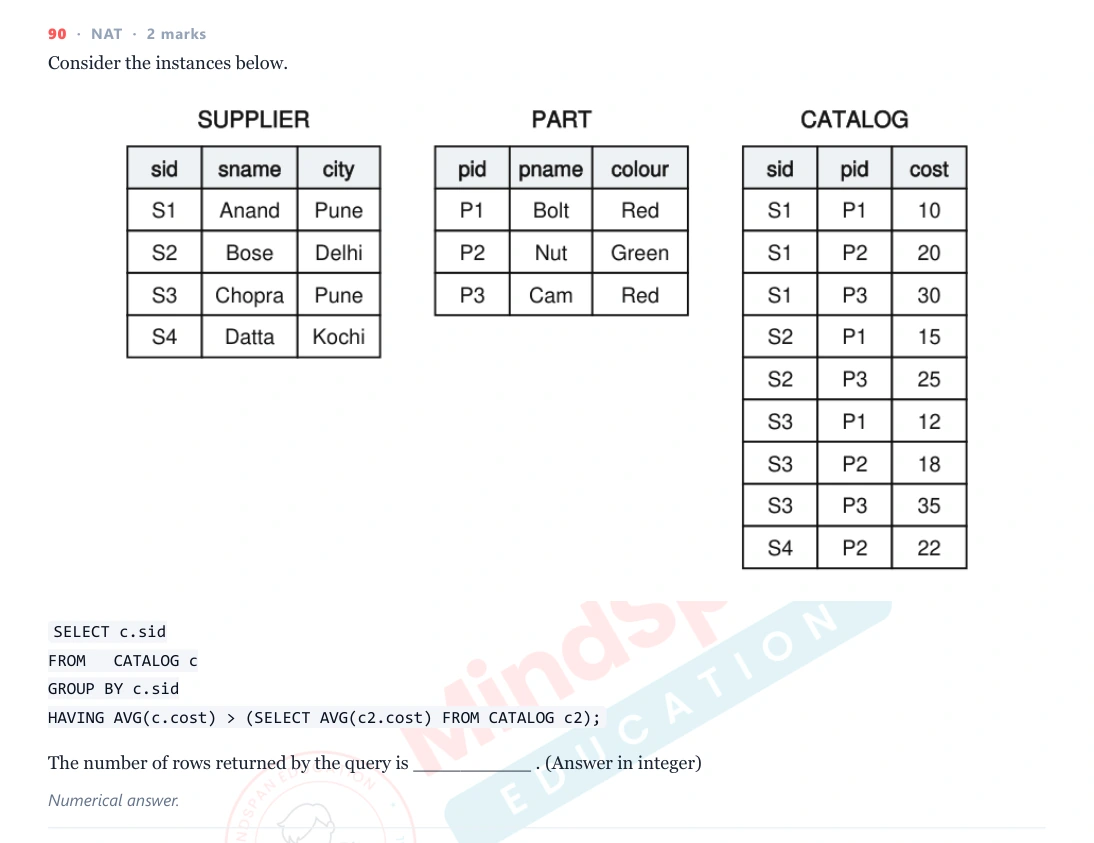 90 · NAT · 2 marks
Consider the instances below.
SUPPLIER
sid sname city
S1 Anand Pune
S2 Bose Delhi
S3 Chopra Pune
S4 Datta Kochi
PART
pid pname colour
P1 Bolt Red
P2 Nut Green
P3 Cam Red
CATALOG
sid pid cost
S1 P1 10
S1 P2 20
S1 P3 30
S2 P1 15
S2 P3 25
S3 P1 12
S3 P2 18
S3 P3 35
S4 P2 22
SELECT c.sid
FROM CATALOG c
GROUP BY c.sid
HAVING AVG(c.cost) > (SELECT AVG(c2.cost) FROM CATALOG c2);
The number of rows returned by the query is ____________ . (Answer in integer)
Numerical answer.
MindSp
EDUCATION